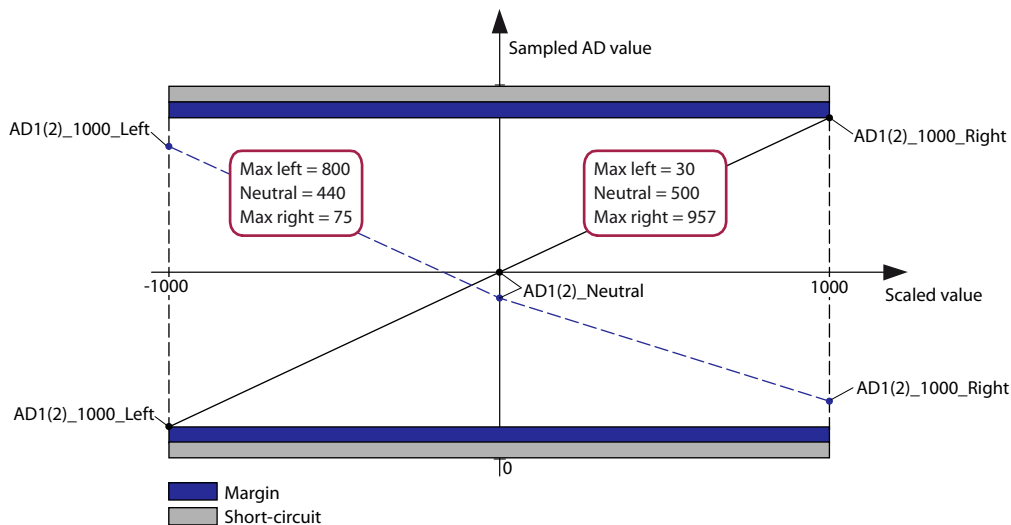 Sampled AD value
AD1(2)_1000_Left
AD1(2)_1000_Right
Max left = 800
Neutral = 440
Max right = 75
Max left = 30
Neutral = 500
Max right = 957
-1000
AD1(2)_Neutral
1000
Scaled value
AD1(2)_1000_Right
AD1(2)_1000_Left
0
Margin
Short-circuit